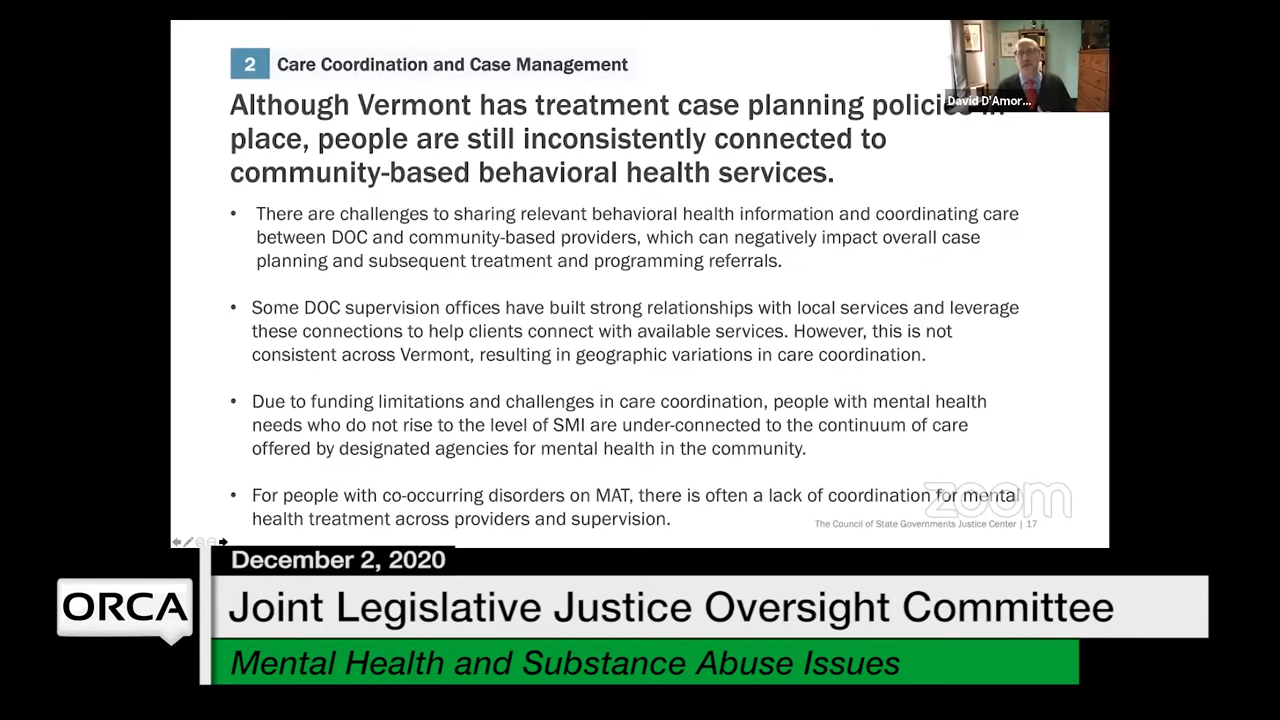 2 Care Coordination and Case Management
David D'Amor...
Although Vermont has treatment case planning policies in
place, people are still inconsistently connected to
community-based behavioral health services.
• There are challenges to sharing relevant behavioral health information and coordinating care
between DOC and community-based providers, which can negatively impact overall case
planning and subsequent treatment and programming referrals.
• Some DOC supervision offices have built strong relationships with local services and leverage
these connections to help clients connect with available services. However, this is not
consistent across Vermont, resulting in geographic variations in care coordination.
• Due to funding limitations and challenges in care coordination, people with mental health
needs who do not rise to the level of SMI are under-connected to the continuum of care
offered by designated agencies for mental health in the community.
• For people with co-occurring disorders on MAT, there is often a lack of coordination for mental
health treatment across providers and supervision.
zoom
The Council of State Governments Justice Center | 17
December 2, 2020
ORCA
Joint Legislative Justice Oversight Committee
Mental Health and Substance Abuse Issues